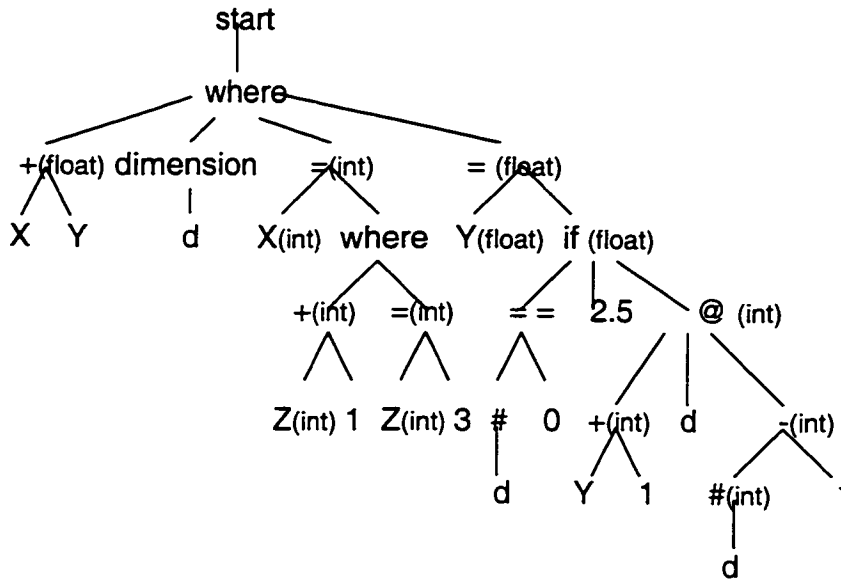 start
where
+(float) dimension =(int) = (float)
X Y d X(int) where Y(float) if (float)
+(int) =(int) = = 2.5 @ (int)
Z(int) 1 Z(int) 3 # 0 +(int) d -(int)
d Y 1 #(int)
d